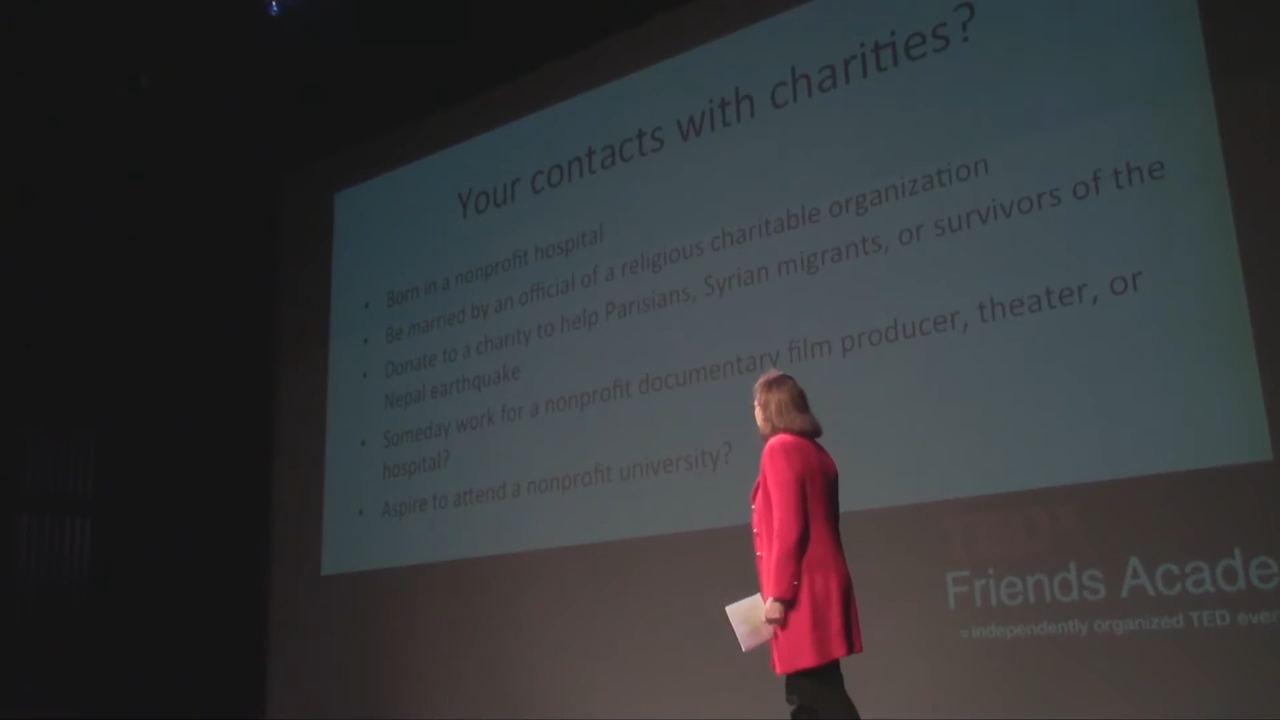 Your contacts with charities?
• Born in a nonprofit hospital
• Be married by an official of a religious charitable organization
• Donate to a charity to help Parisians, Syrian migrants, or survivors of the
Nepal earthquake
• Someday work for a nonprofit documentary film producer, theater, or
hospital?
• Aspire to attend a nonprofit university?
TEDx
Friends Acade
independently organized TED even